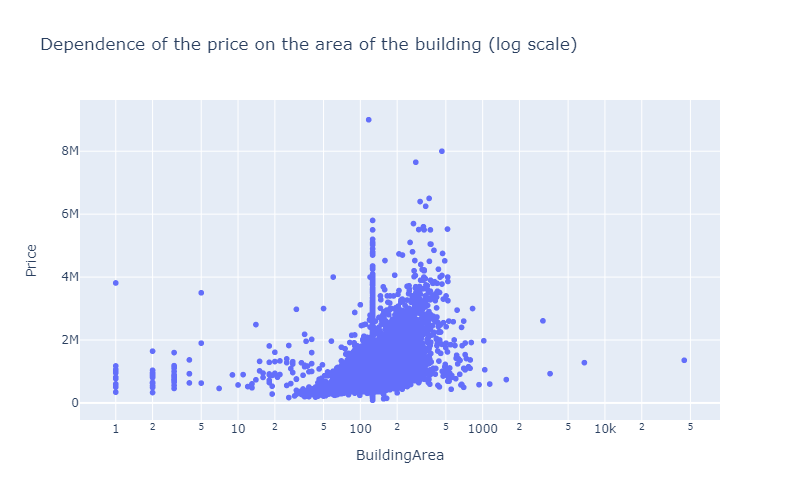 Dependence of the price on the area of the building (log scale)
Price
8M
6M
4M
2M
0
1 2 5 10 2 5 100 2 5 1000 2 5 10k 2 5
BuildingArea